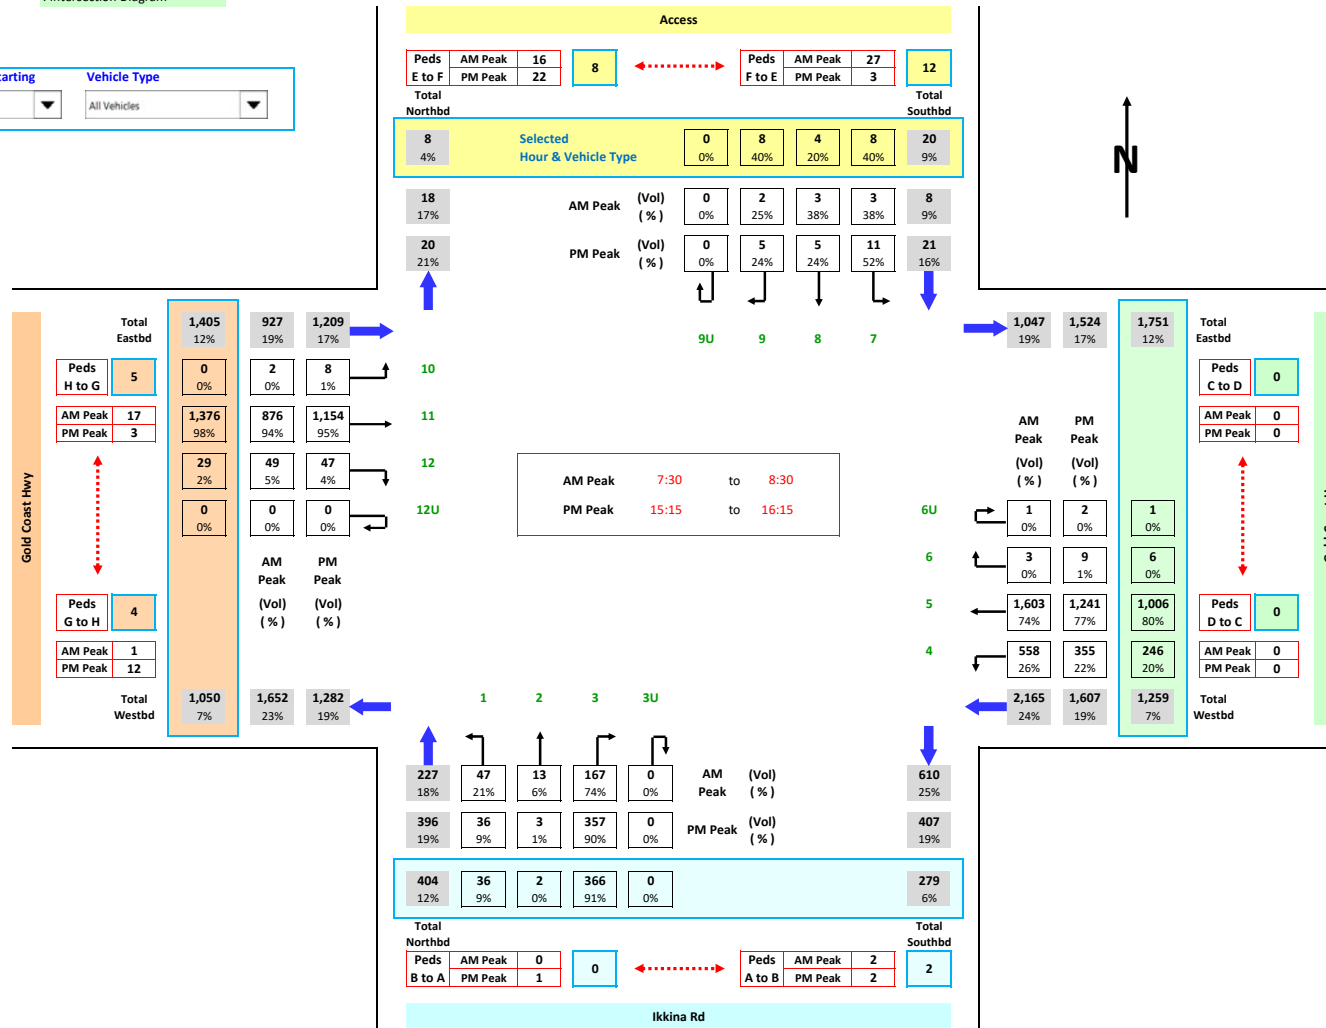 Access
Peds AM Peak 16
E to F PM Peak 22
8
Peds AM Peak 27
F to E PM Peak 3
12
Vehicle Type
All Vehicles
Total
Northbd
Total
Southbd
8
4%
Selected
Hour & Vehicle Type
0 8 4 8 20
0% 40% 20% 40% 9%
N
18
17%
AM Peak (Vol)
( % )
0 2 3 3 8
0% 25% 38% 38% 9%
20
21%
PM Peak (Vol)
( % )
0 5 5 11 21
0% 24% 24% 52% 16%
9U 9 8 7
Gold Coast Hwy
Total
Eastbd
1,405 927 1,209
12% 19% 17%
Peds
H to G
5
0 2 8
0% 0% 1%
10
AM Peak 17
PM Peak 3
1,376 876 1,154
98% 94% 95%
11
29 49 47
2% 5% 4%
12
0 0 0
0% 0% 0%
12U
AM PM
Peak Peak
(Vol) (Vol)
( % ) ( % )
Peds
G to H
4
AM Peak 1
PM Peak 12
Total
Westbd
1,050 1,652 1,282
7% 23% 19%
AM Peak 7:30 to 8:30
PM Peak 15:15 to 16:15
1,047 1,524 1,751
19% 17% 12%
Total
Eastbd
Peds
C to D
0
AM Peak 0
PM Peak 0
AM PM
Peak Peak
(Vol) (Vol)
( % ) ( % )
6U
1 2 1
0% 0% 0%
6
3 9 6
0% 1% 0%
5
1,603 1,241 1,006
74% 77% 80%
4
558 355 246
26% 22% 20%
Peds
D to C
0
AM Peak 0
PM Peak 0
2,165 1,607 1,259
24% 19% 7%
Total
Westbd
1 2 3 3U
227 47 13 167 0
18% 21% 6% 74% 0%
AM (Vol)
Peak ( % )
610
25%
396 36 3 357 0
19% 9% 1% 90% 0%
PM Peak (Vol)
( % )
407
19%
404 36 2 366 0
12% 9% 0% 91% 0%
279
6%
Total
Northbd
Total
Southbd
Peds AM Peak 0
B to A PM Peak 1
0
Peds AM Peak 2
A to B PM Peak 2
2
Ikkina Rd